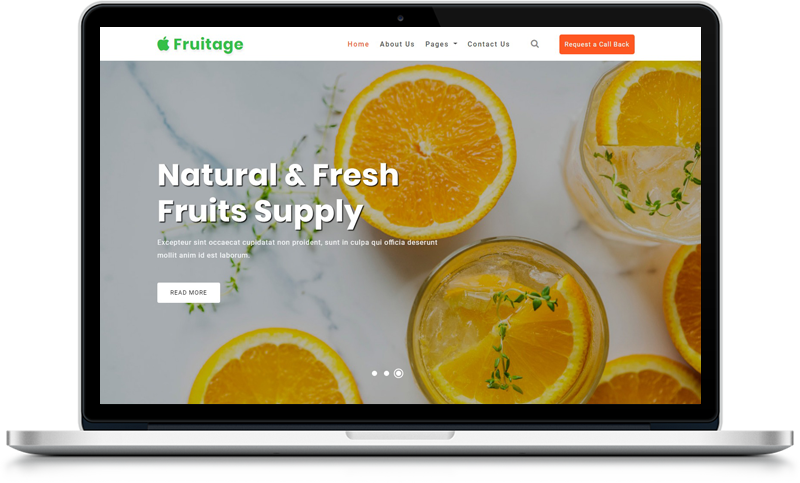 Fruitage
Home About Us Pages Contact Us Request a Call Back
Natural & Fresh
Fruits Supply
Excepteur sint occaecat cupidatat non proident, sunt in culpa qui officia deserunt
mollit anim id est laborum.
READ MORE